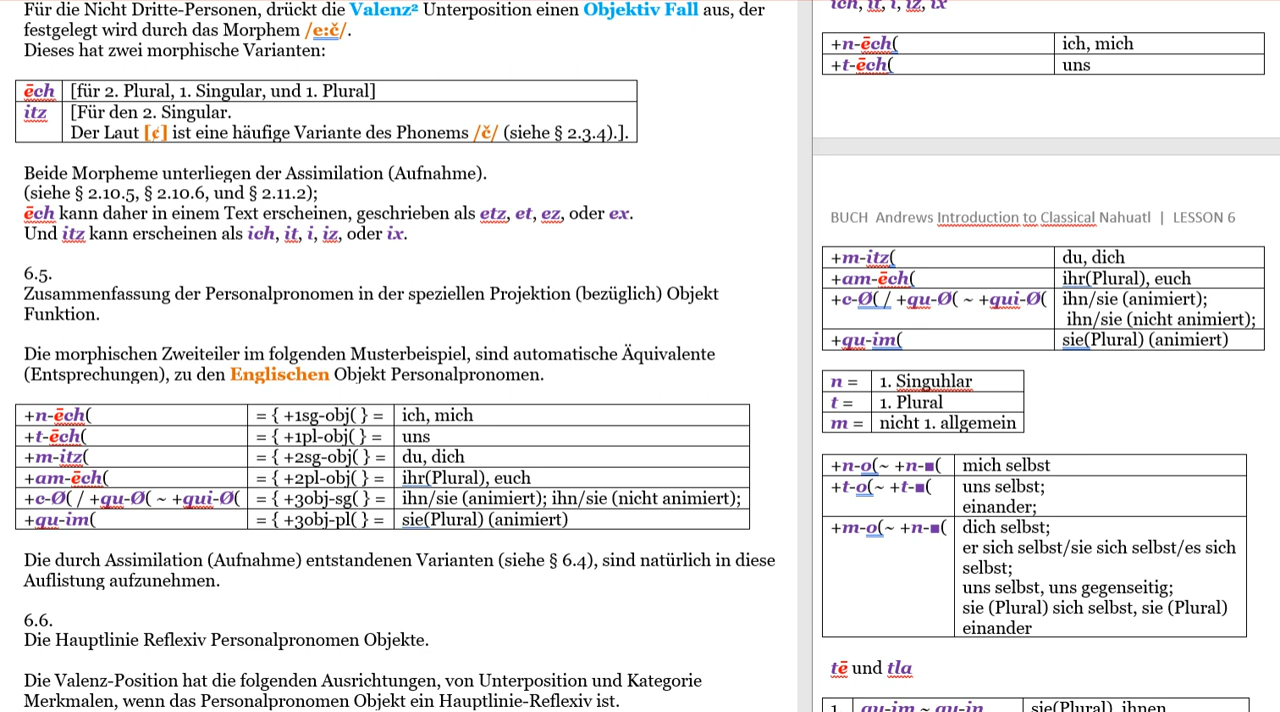 Für die Nicht Dritte-Personen, drückt die Valenz² Unterposition einen Objektiv Fall aus, der
festgelegt wird durch das Morphem /e:č/.
Dieses hat zwei morphische Varianten:
ēch [für 2. Plural, 1. Singular, und 1. Plural]
itz [Für den 2. Singular.
Der Laut [¢] ist eine häufige Variante des Phonems /č/ (siehe § 2.3.4).].
Beide Morpheme unterliegen der Assimilation (Aufnahme).
(siehe § 2.10.5, § 2.10.6, und § 2.11.2);
ēch kann daher in einem Text erscheinen, geschrieben als etz, et, ez, oder ex.
Und itz kann erscheinen als ich, it, i, iz, oder ix.
6.5.
Zusammenfassung der Personalpronomen in der speziellen Projektion (bezüglich) Objekt
Funktion.
Die morphischen Zweiteiler im folgenden Musterbeispiel, sind automatische Äquivalente
(Entsprechungen), zu den Englischen Objekt Personalpronomen.
+n-ēch( = { +1sg-obj( } = ich, mich
+t-ēch( = { +1pl-obj( } = uns
+m-itz( = { +2sg-obj( } = du, dich
+am-ēch( = { +2pl-obj( } = ihr(Plural), euch
+c-Ø( / +qu-Ø( ~ +qui-Ø( = { +3obj-sg( } = ihn/sie (animiert); ihn/sie (nicht animiert);
+qu-im( = { +3obj-pl( } = sie(Plural) (animiert)
Die durch Assimilation (Aufnahme) entstandenen Varianten (siehe § 6.4), sind natürlich in diese
Auflistung aufzunehmen.
6.6.
Die Hauptlinie Reflexiv Personalpronomen Objekte.
Die Valenz-Position hat die folgenden Ausrichtungen, von Unterposition und Kategorie
Merkmalen, wenn das Personalpronomen Objekt ein Hauptlinie-Reflexiv ist.
ich, it, i, iz, ix
+n-ēch( ich, mich
+t-ēch( uns
BUCH Andrews Introduction to Classical Nahuatl | LESSON 6
+m-itz( du, dich
+am-ēch( ihr(Plural), euch
+c-Ø( / +qu-Ø( ~ +qui-Ø( ihn/sie (animiert);
ihn/sie (nicht animiert);
+qu-im( sie(Plural) (animiert)
n = 1. Singuhlar
t = 1. Plural
m = nicht 1. allgemein
+n-o(~ +n-■( mich selbst
+t-o(~ +t-■( uns selbst;
einander;
+m-o(~ +n-■( dich selbst;
er sich selbst/sie sich selbst/es sich
selbst;
uns selbst, uns gegenseitig;
sie (Plural) sich selbst, sie (Plural)
einander
tē und tla
1. qu-im ~ qu-in sie(Plural), ihnen